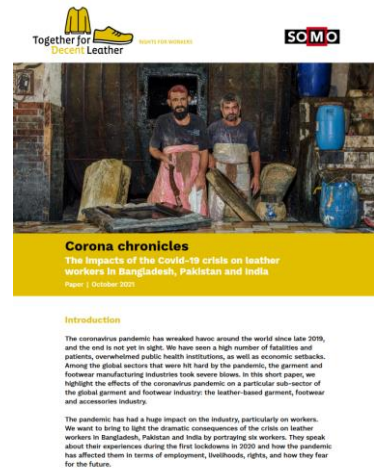 Together for
Decent Leather
RIGHTS FOR WORKERS
SOMO
Corona chronicles
The impacts of the Covid-19 crisis on leather
workers in Bangladesh, Pakistan and India
Paper | October 2021
Introduction
The coronavirus pandemic has wreaked havoc around the world since late 2019,
and the end is not yet in sight. We have seen a high number of fatalities and
patients, overwhelmed public health institutions, as well as economic setbacks.
Among the global sectors that were hit hard by the pandemic, the garment and
footwear manufacturing industries took severe blows. In this short paper, we
highlight the effects of the coronavirus pandemic on a particular sub-sector of
the global garment and footwear industry: the leather-based garment, footwear
and accessories industry.
The pandemic has had a huge impact on the industry, particularly on workers.
We want to bring to light the dramatic consequences of the crisis on leather
workers in Bangladesh, Pakistan and India by portraying six workers. They speak
about their experiences during the first lockdowns in 2020 and how the pandemic
has affected them in terms of employment, livelihoods, rights, and how they fear
for the future.